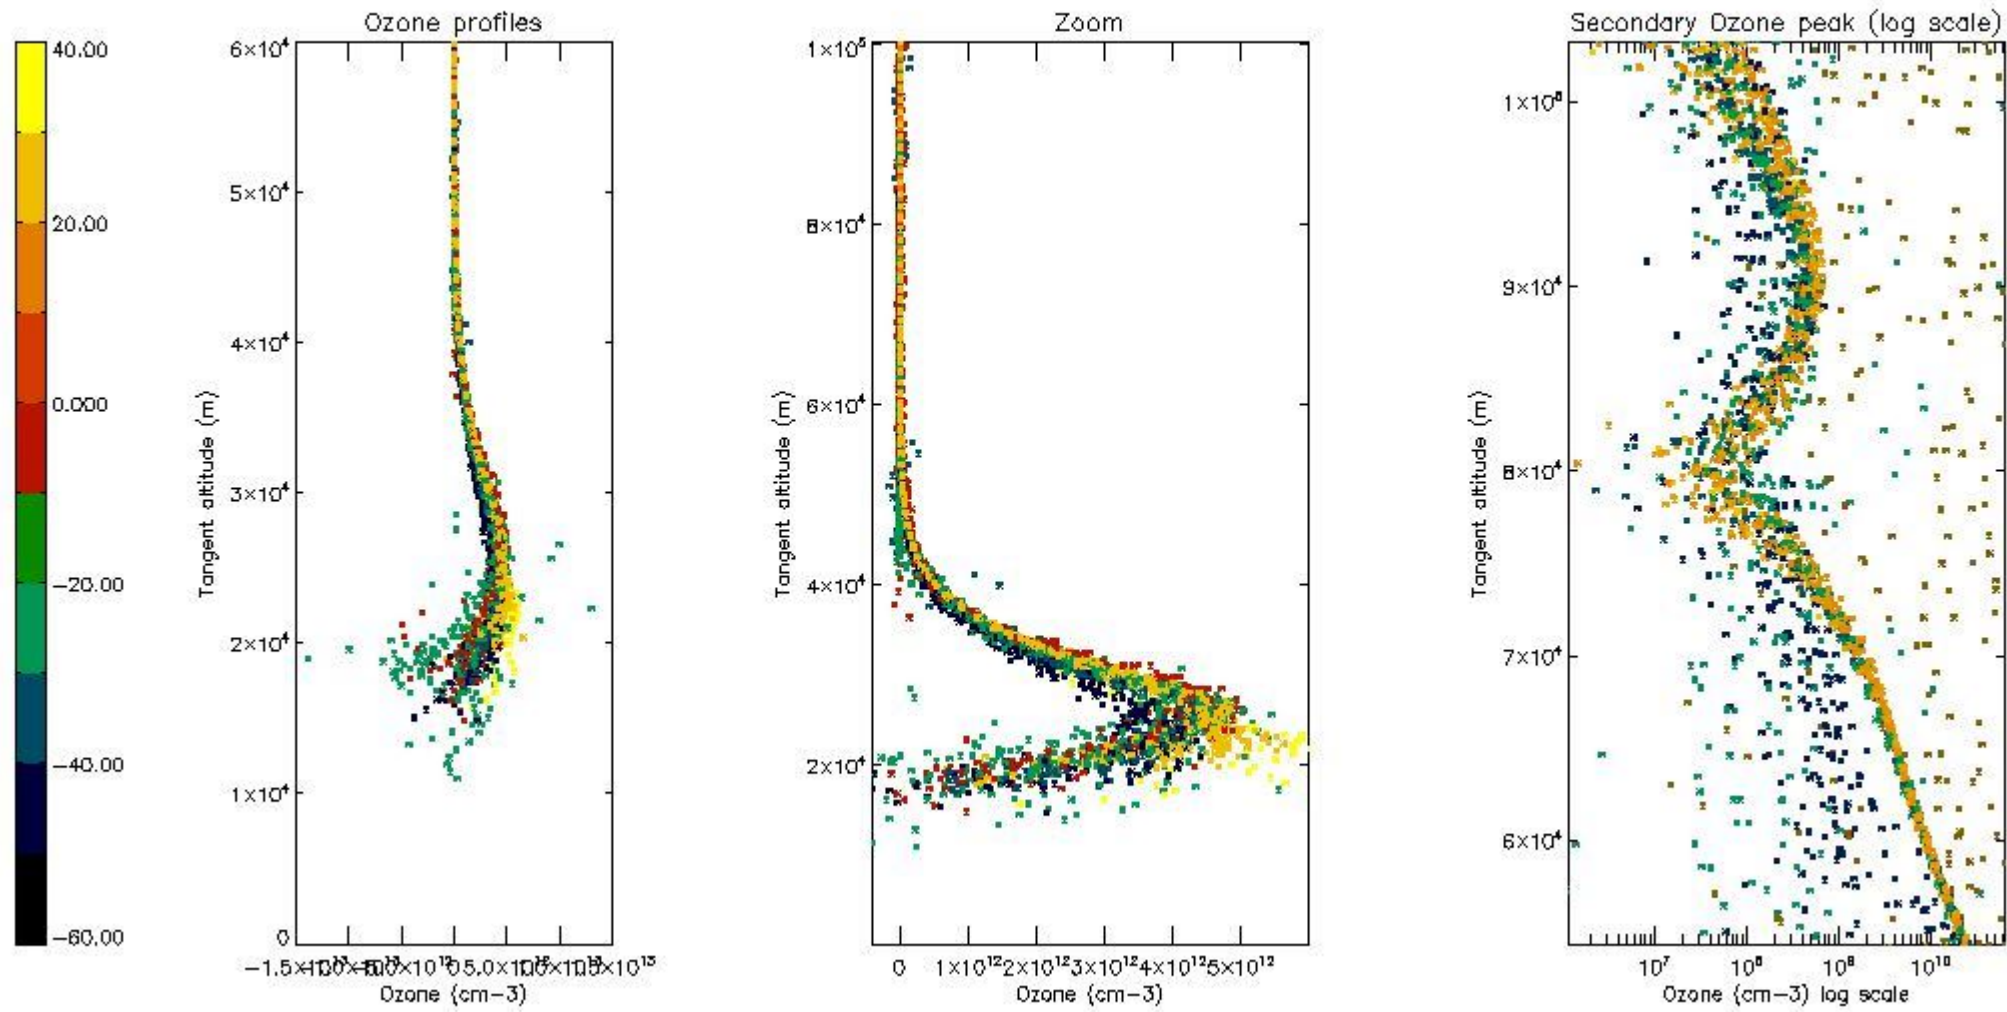 Ozone profiles
Zoom
Secondary Ozone peak (log scale)
40.00
20.00
0.000
−20.00
−40.00
−60.00
6×10⁴
5×10⁴
4×10⁴
3×10⁴
2×10⁴
1×10⁴
0
Tangent altitude (m)
Ozone (cm−3)
1×10⁵
8×10⁴
6×10⁴
4×10⁴
2×10⁴
Tangent altitude (m)
0 1×10¹² 2×10¹² 3×10¹² 4×10¹² 5×10¹²
Ozone (cm−3)
1×10⁵
9×10⁴
8×10⁴
7×10⁴
6×10⁴
Tangent altitude (m)
10⁷ 10⁸ 10⁹ 10¹⁰
Ozone (cm−3) log scale